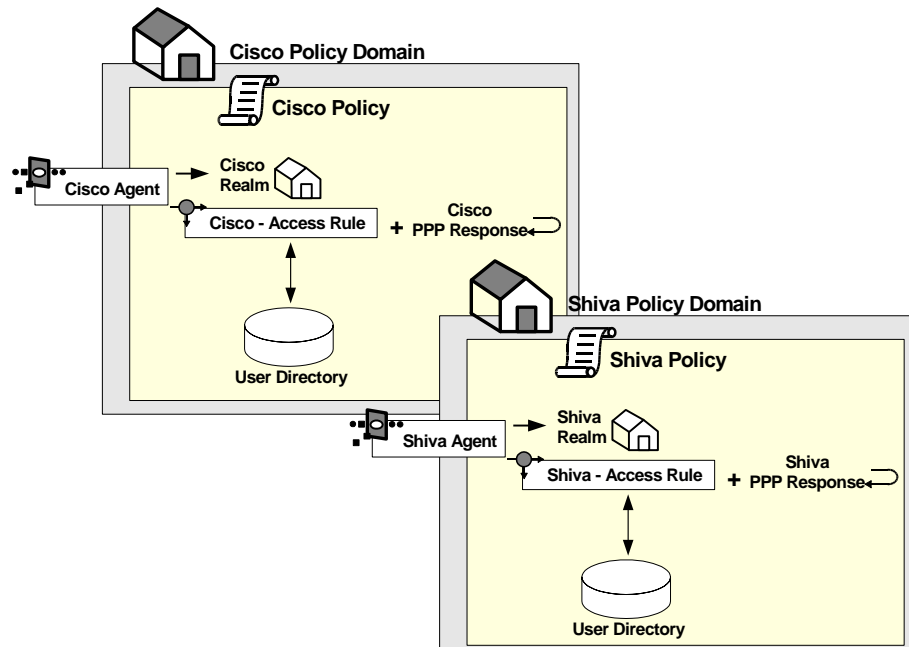 Cisco Policy Domain
Cisco Policy
Cisco
Realm
Cisco Agent
Cisco - Access Rule
+
Cisco
PPP Response
User Directory
Shiva Policy Domain
Shiva Policy
Shiva
Realm
Shiva Agent
Shiva - Access Rule
+
Shiva
PPP Response
User Directory